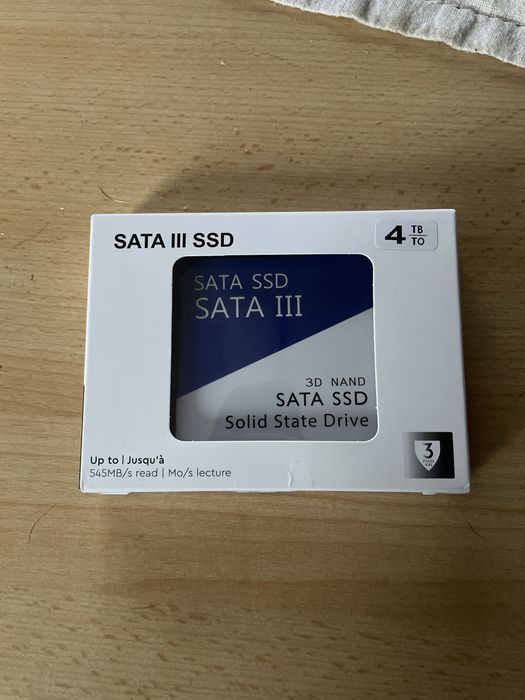 SATA III SSD
4 TB
TO
SATA SSD
SATA III
3D NAND
SATA SSD
Solid State Drive
Up to | Jusqu'à
545MB/s read | Mo/s lecture
3